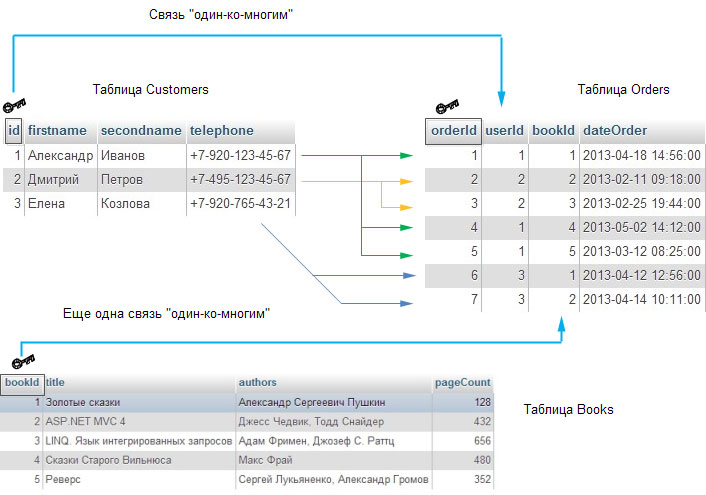 Связь "один-ко-многим"
Таблица Customers
Таблица Orders
id firstname secondname telephone
1 Александр Иванов +7-920-123-45-67
2 Дмитрий Петров +7-495-123-45-67
3 Елена Козлова +7-920-765-43-21
orderId userId bookId dateOrder
1 1 1 2013-04-18 14:56:00
2 2 2 2013-02-11 09:18:00
3 2 3 2013-02-25 19:44:00
4 1 4 2013-05-02 14:12:00
5 1 5 2013-03-12 08:25:00
6 3 1 2013-04-12 12:56:00
7 3 2 2013-04-14 10:11:00
Еще одна связь "один-ко-многим"
bookId title authors pageCount
1 Золотые сказки Александр Сергеевич Пушкин 128
2 ASP.NET MVC 4 Джесс Чедвик, Тодд Снайдер 432
3 LINQ. Язык интегрированных запросов Адам Фримен, Джозеф С. Раттц 656
4 Сказки Старого Вильнюса Макс Фрай 480
5 Реверс Сергей Лукьяненко, Александр Громов 352
Таблица Books